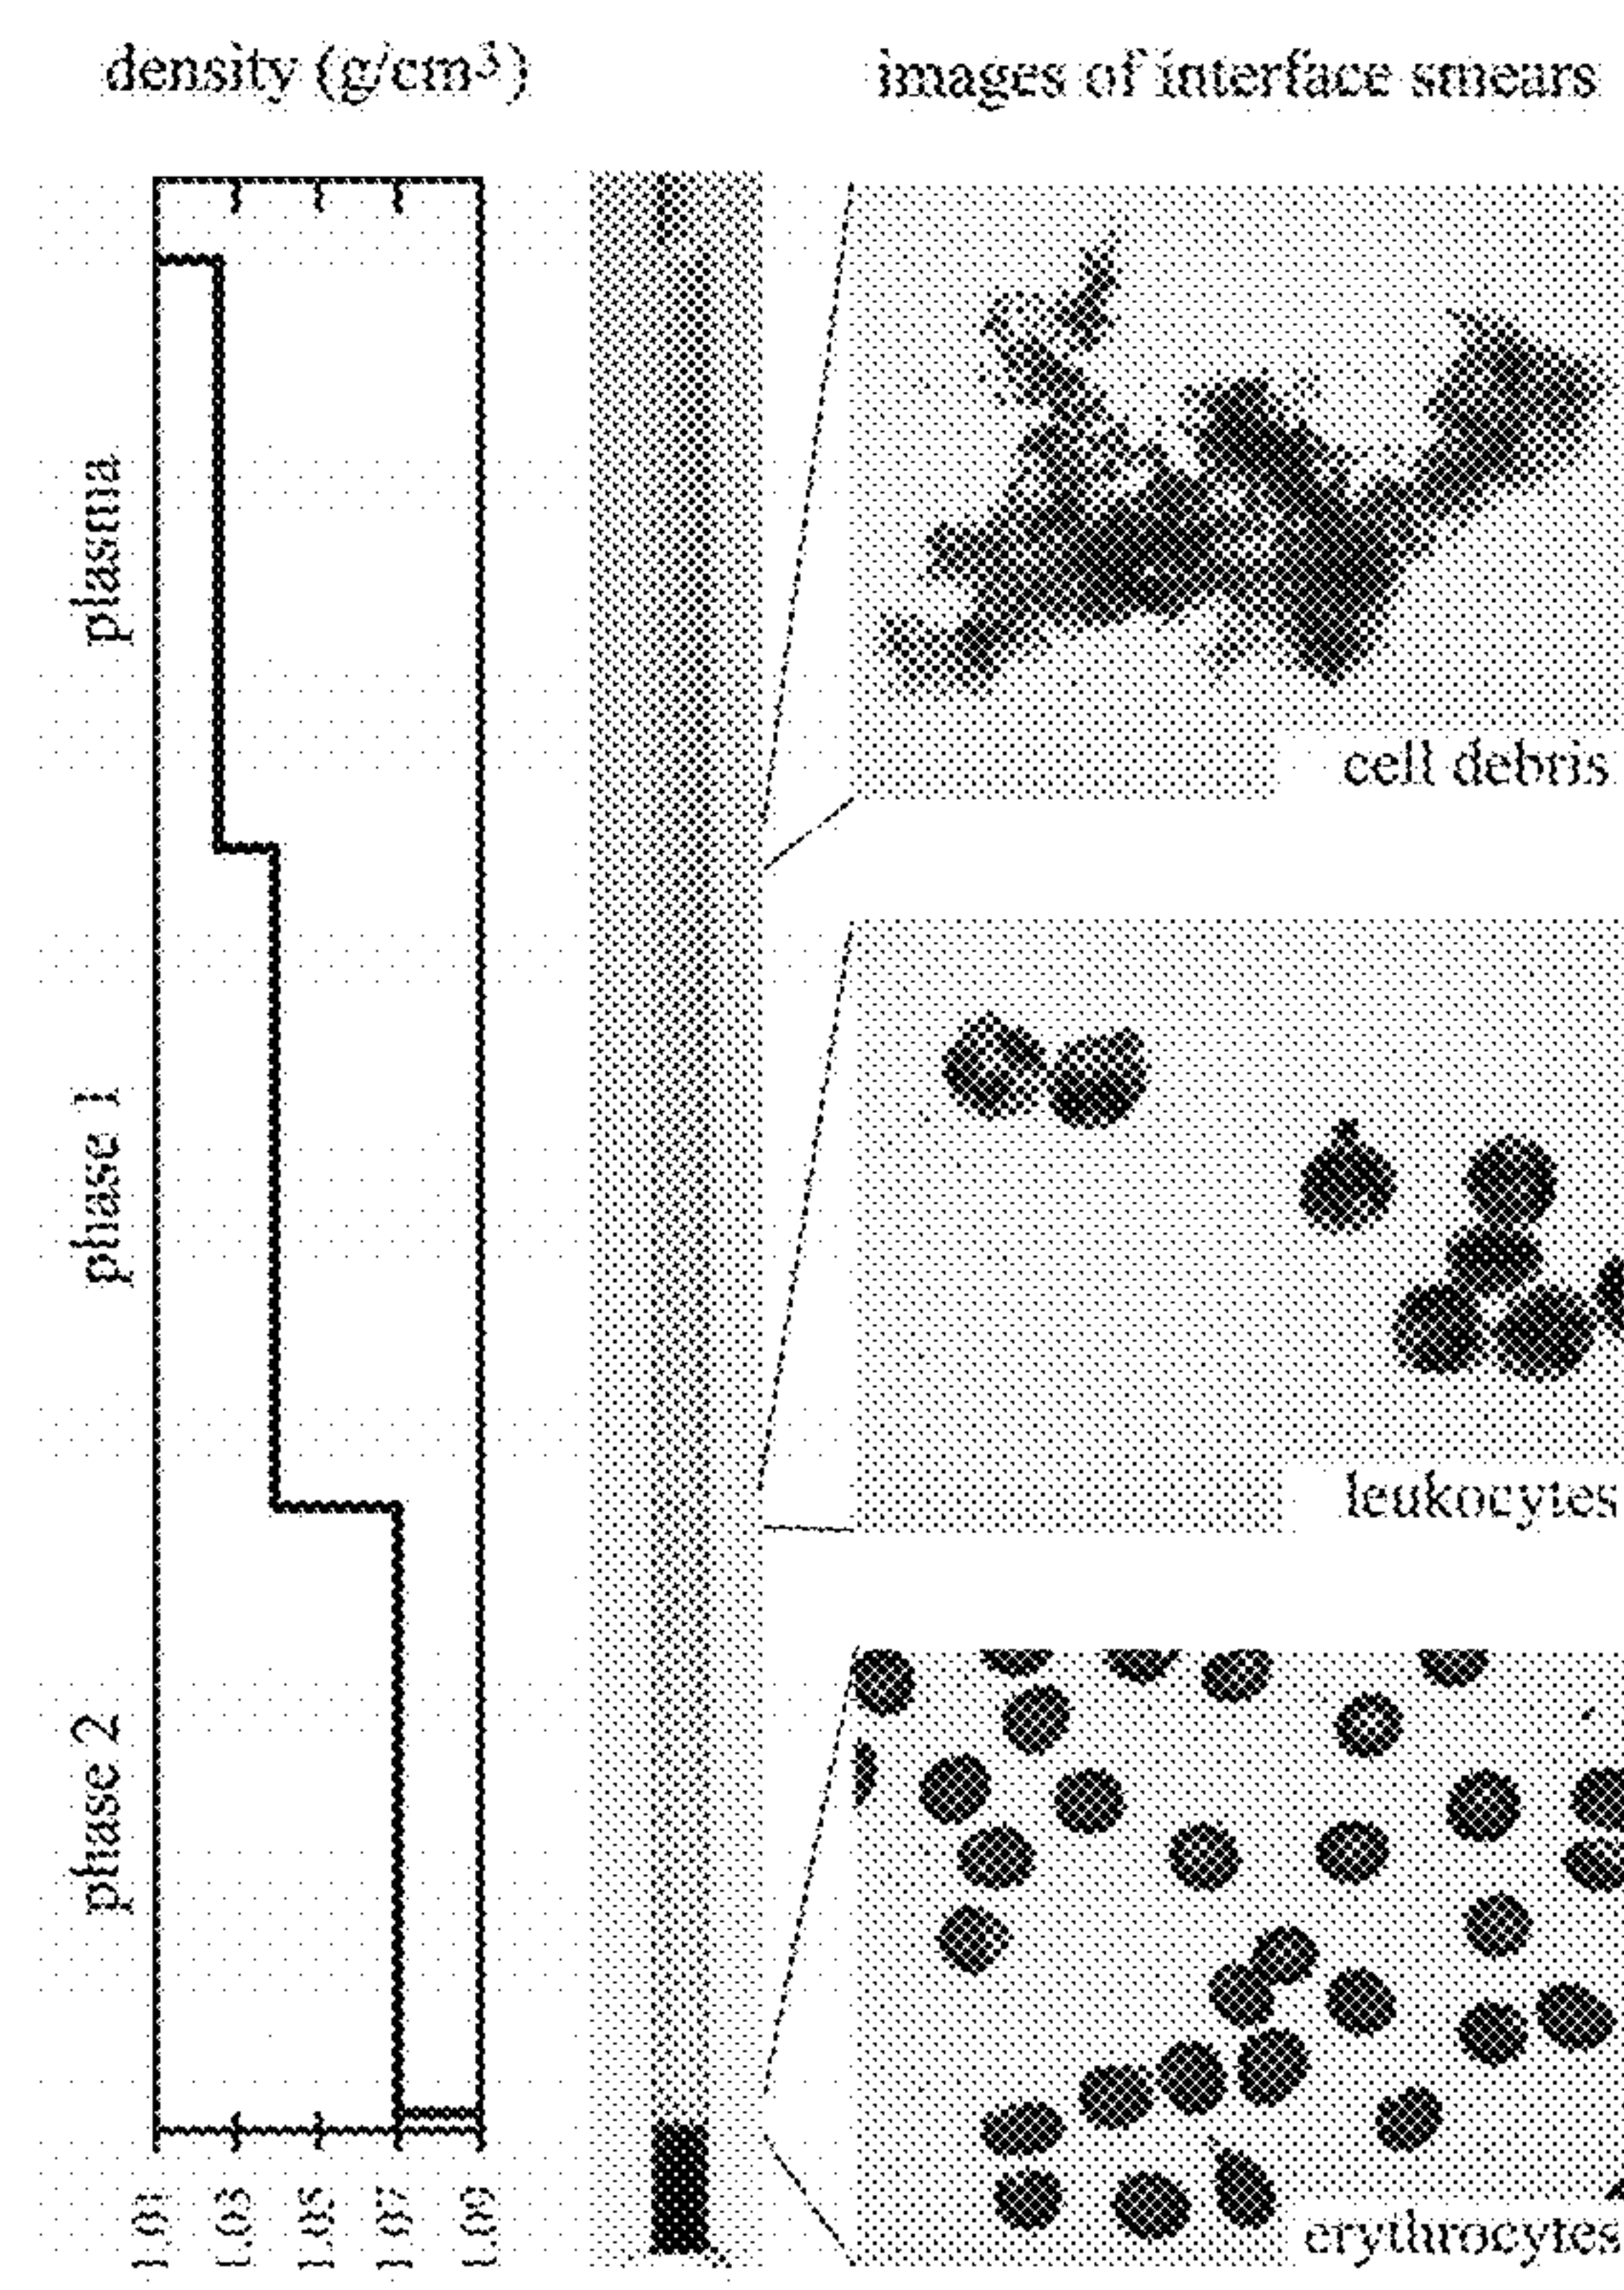 density (g/cm³)
images of interface smears
plasma
cell debris
phase 1
leukocytes
phase 2
erythrocytes
1.01
1.03
1.05
1.07
1.09